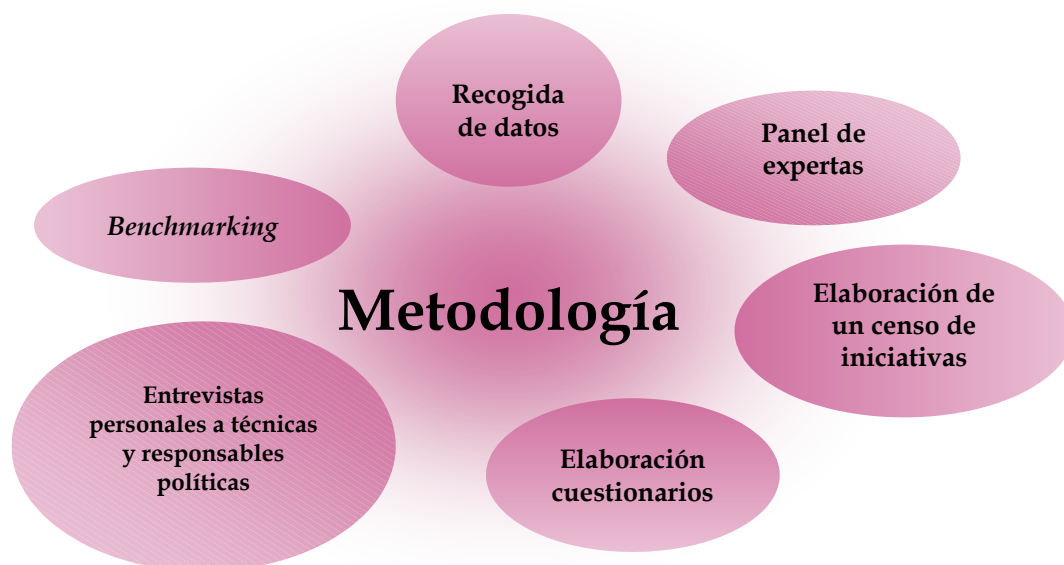 Recogida
de datos
Panel de
expertas
Benchmarking
Metodología
Elaboración de
un censo de
iniciativas
Entrevistas
personales a técnicas
y responsables
políticas
Elaboración
cuestionarios